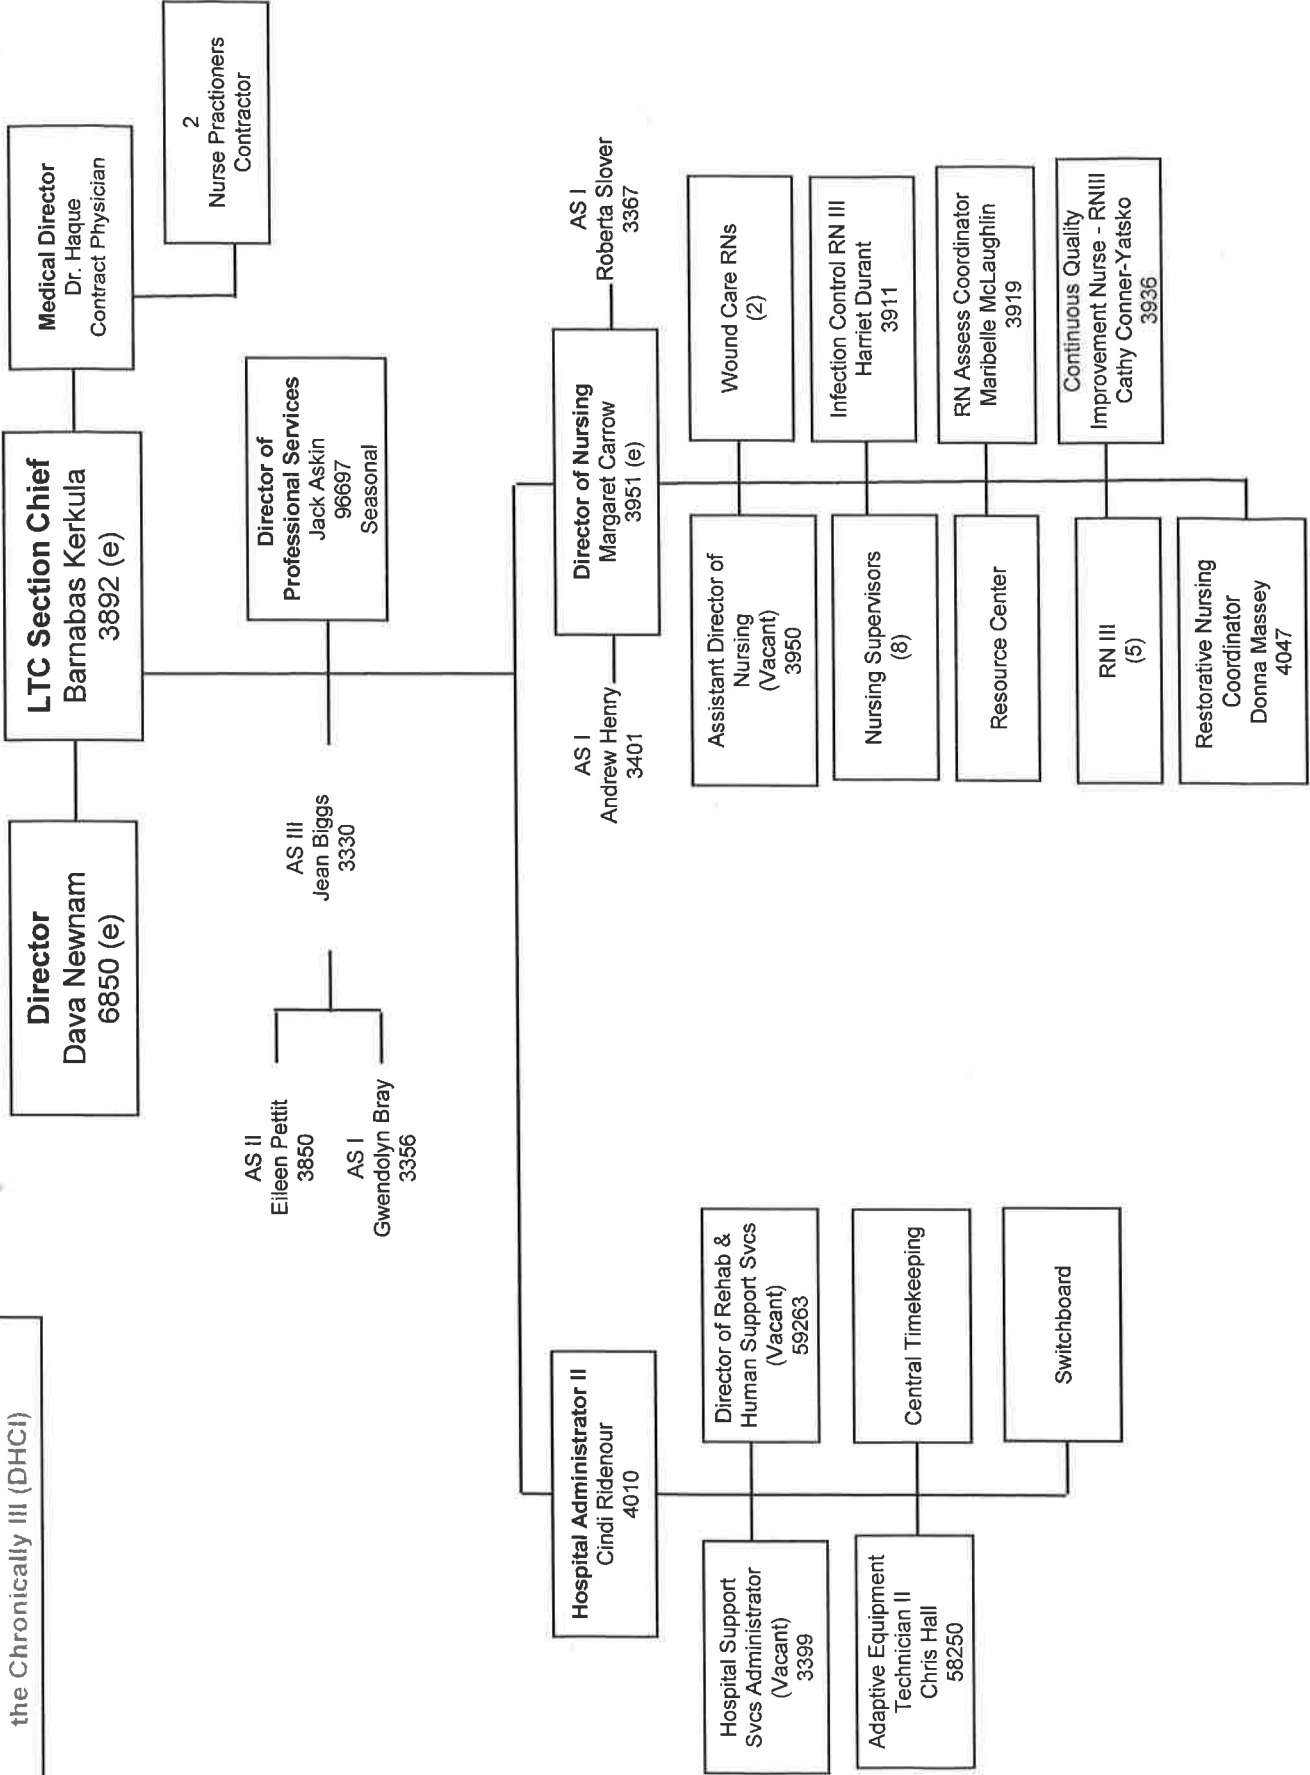 the Chronically Ill (DHCI)
Director
Dava Newnam
6850 (e)
LTC Section Chief
Barnabas Kerkula
3892 (e)
Medical Director
Dr. Haque
Contract Physician
2
Nurse Practioners
Contractor
Director of
Professional Services
Jack Askin
96697
Seasonal
AS III
Jean Biggs
3330
AS II
Eileen Pettit
3850
AS I
Gwendolyn Bray
3356
Hospital Administrator II
Cindi Ridenour
4010
Hospital Support
Svcs Administrator
(Vacant)
3399
Director of Rehab &
Human Support Svcs
(Vacant)
59263
Adaptive Equipment
Technician II
Chris Hall
58250
Central Timekeeping
Switchboard
AS I
Andrew Henry
3401
Director of Nursing
Margaret Carrow
3951 (e)
AS I
Roberta Slover
3367
Assistant Director of
Nursing
(Vacant)
3950
Wound Care RNs
(2)
Nursing Supervisors
(8)
Infection Control RN III
Harriet Durant
3911
Resource Center
RN Assess Coordinator
Maribelle McLaughlin
3919
RN III
(5)
Continuous Quality
Improvement Nurse - RNIII
Cathy Conner-Yatsko
3936
Restorative Nursing
Coordinator
Donna Massey
4047